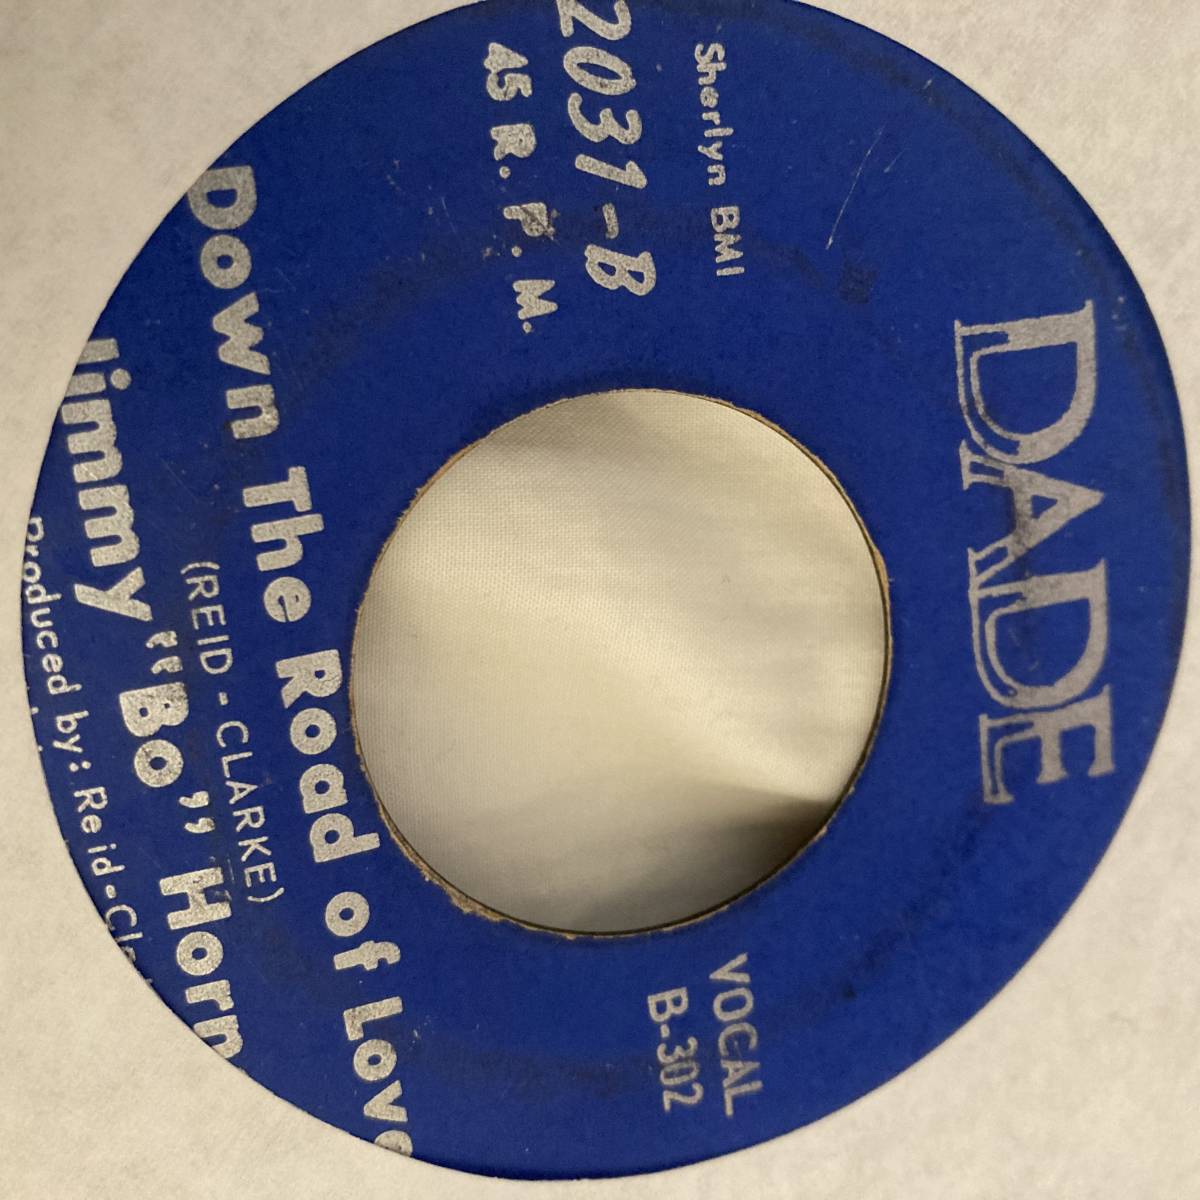 DADE
Sherlyn BMI
2031-B
45 R.P.M.
VOCAL
B-302
Down The Road of Love
(REID-CLARKE)
Jimmy "Bo" Horn
Produced by: Reid-Cla